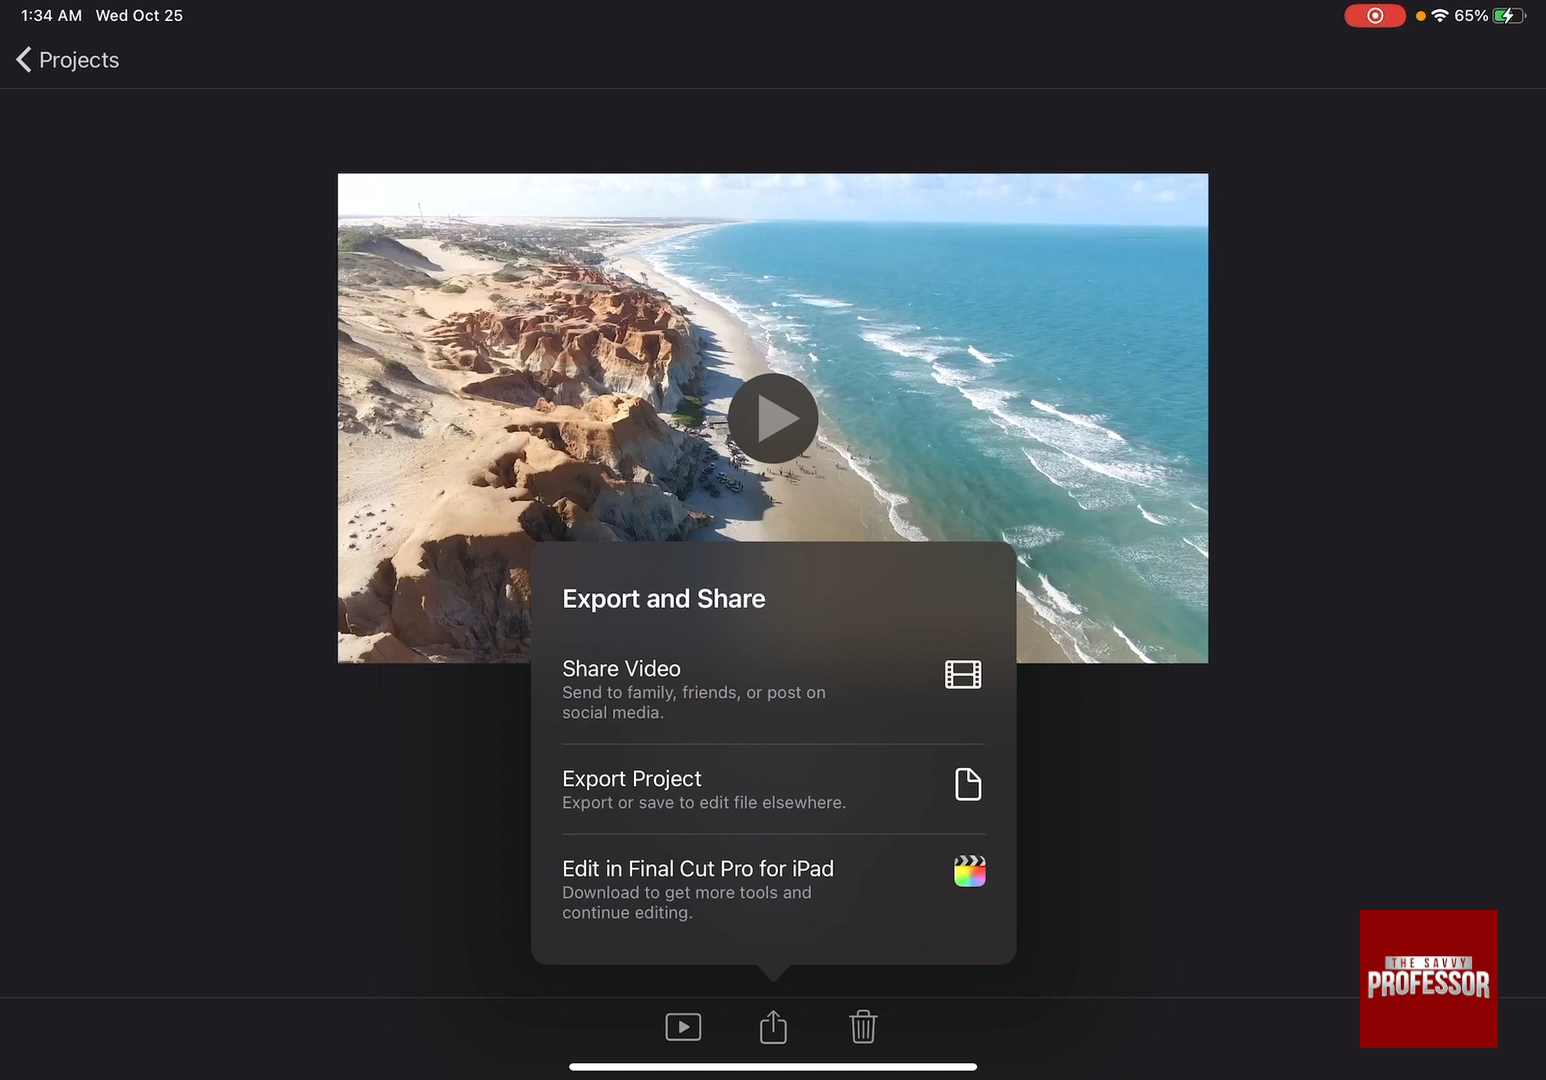 1:34 AM Wed Oct 25
65%
Projects
Export and Share
Share Video
Send to family, friends, or post on
social media.
Export Project
Export or save to edit file elsewhere.
Edit in Final Cut Pro for iPad
Download to get more tools and
continue editing.
THE SAVVY
PROFESSOR